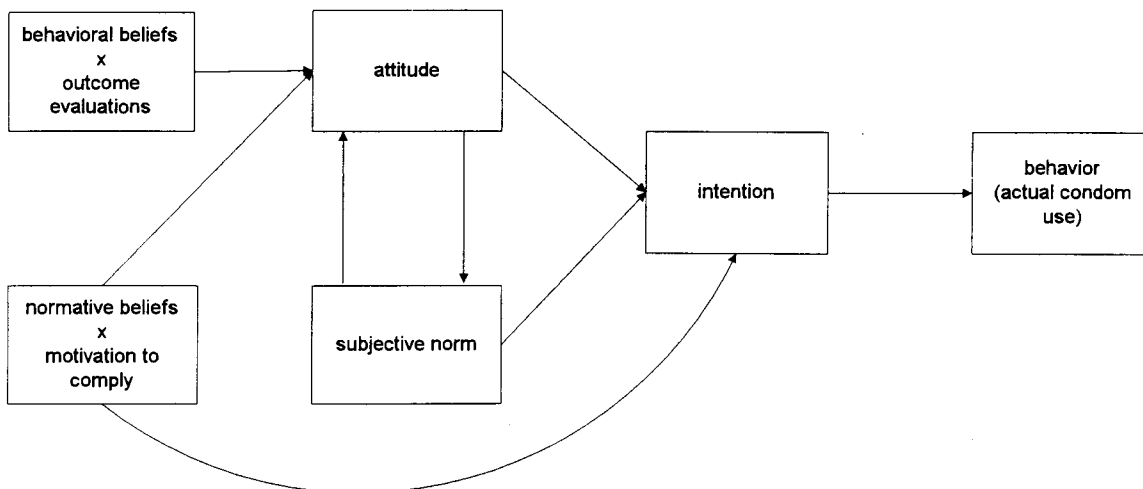 behavioral beliefs
x
outcome
evaluations
attitude
intention
behavior
(actual condom
use)
normative beliefs
x
motivation to
comply
subjective norm